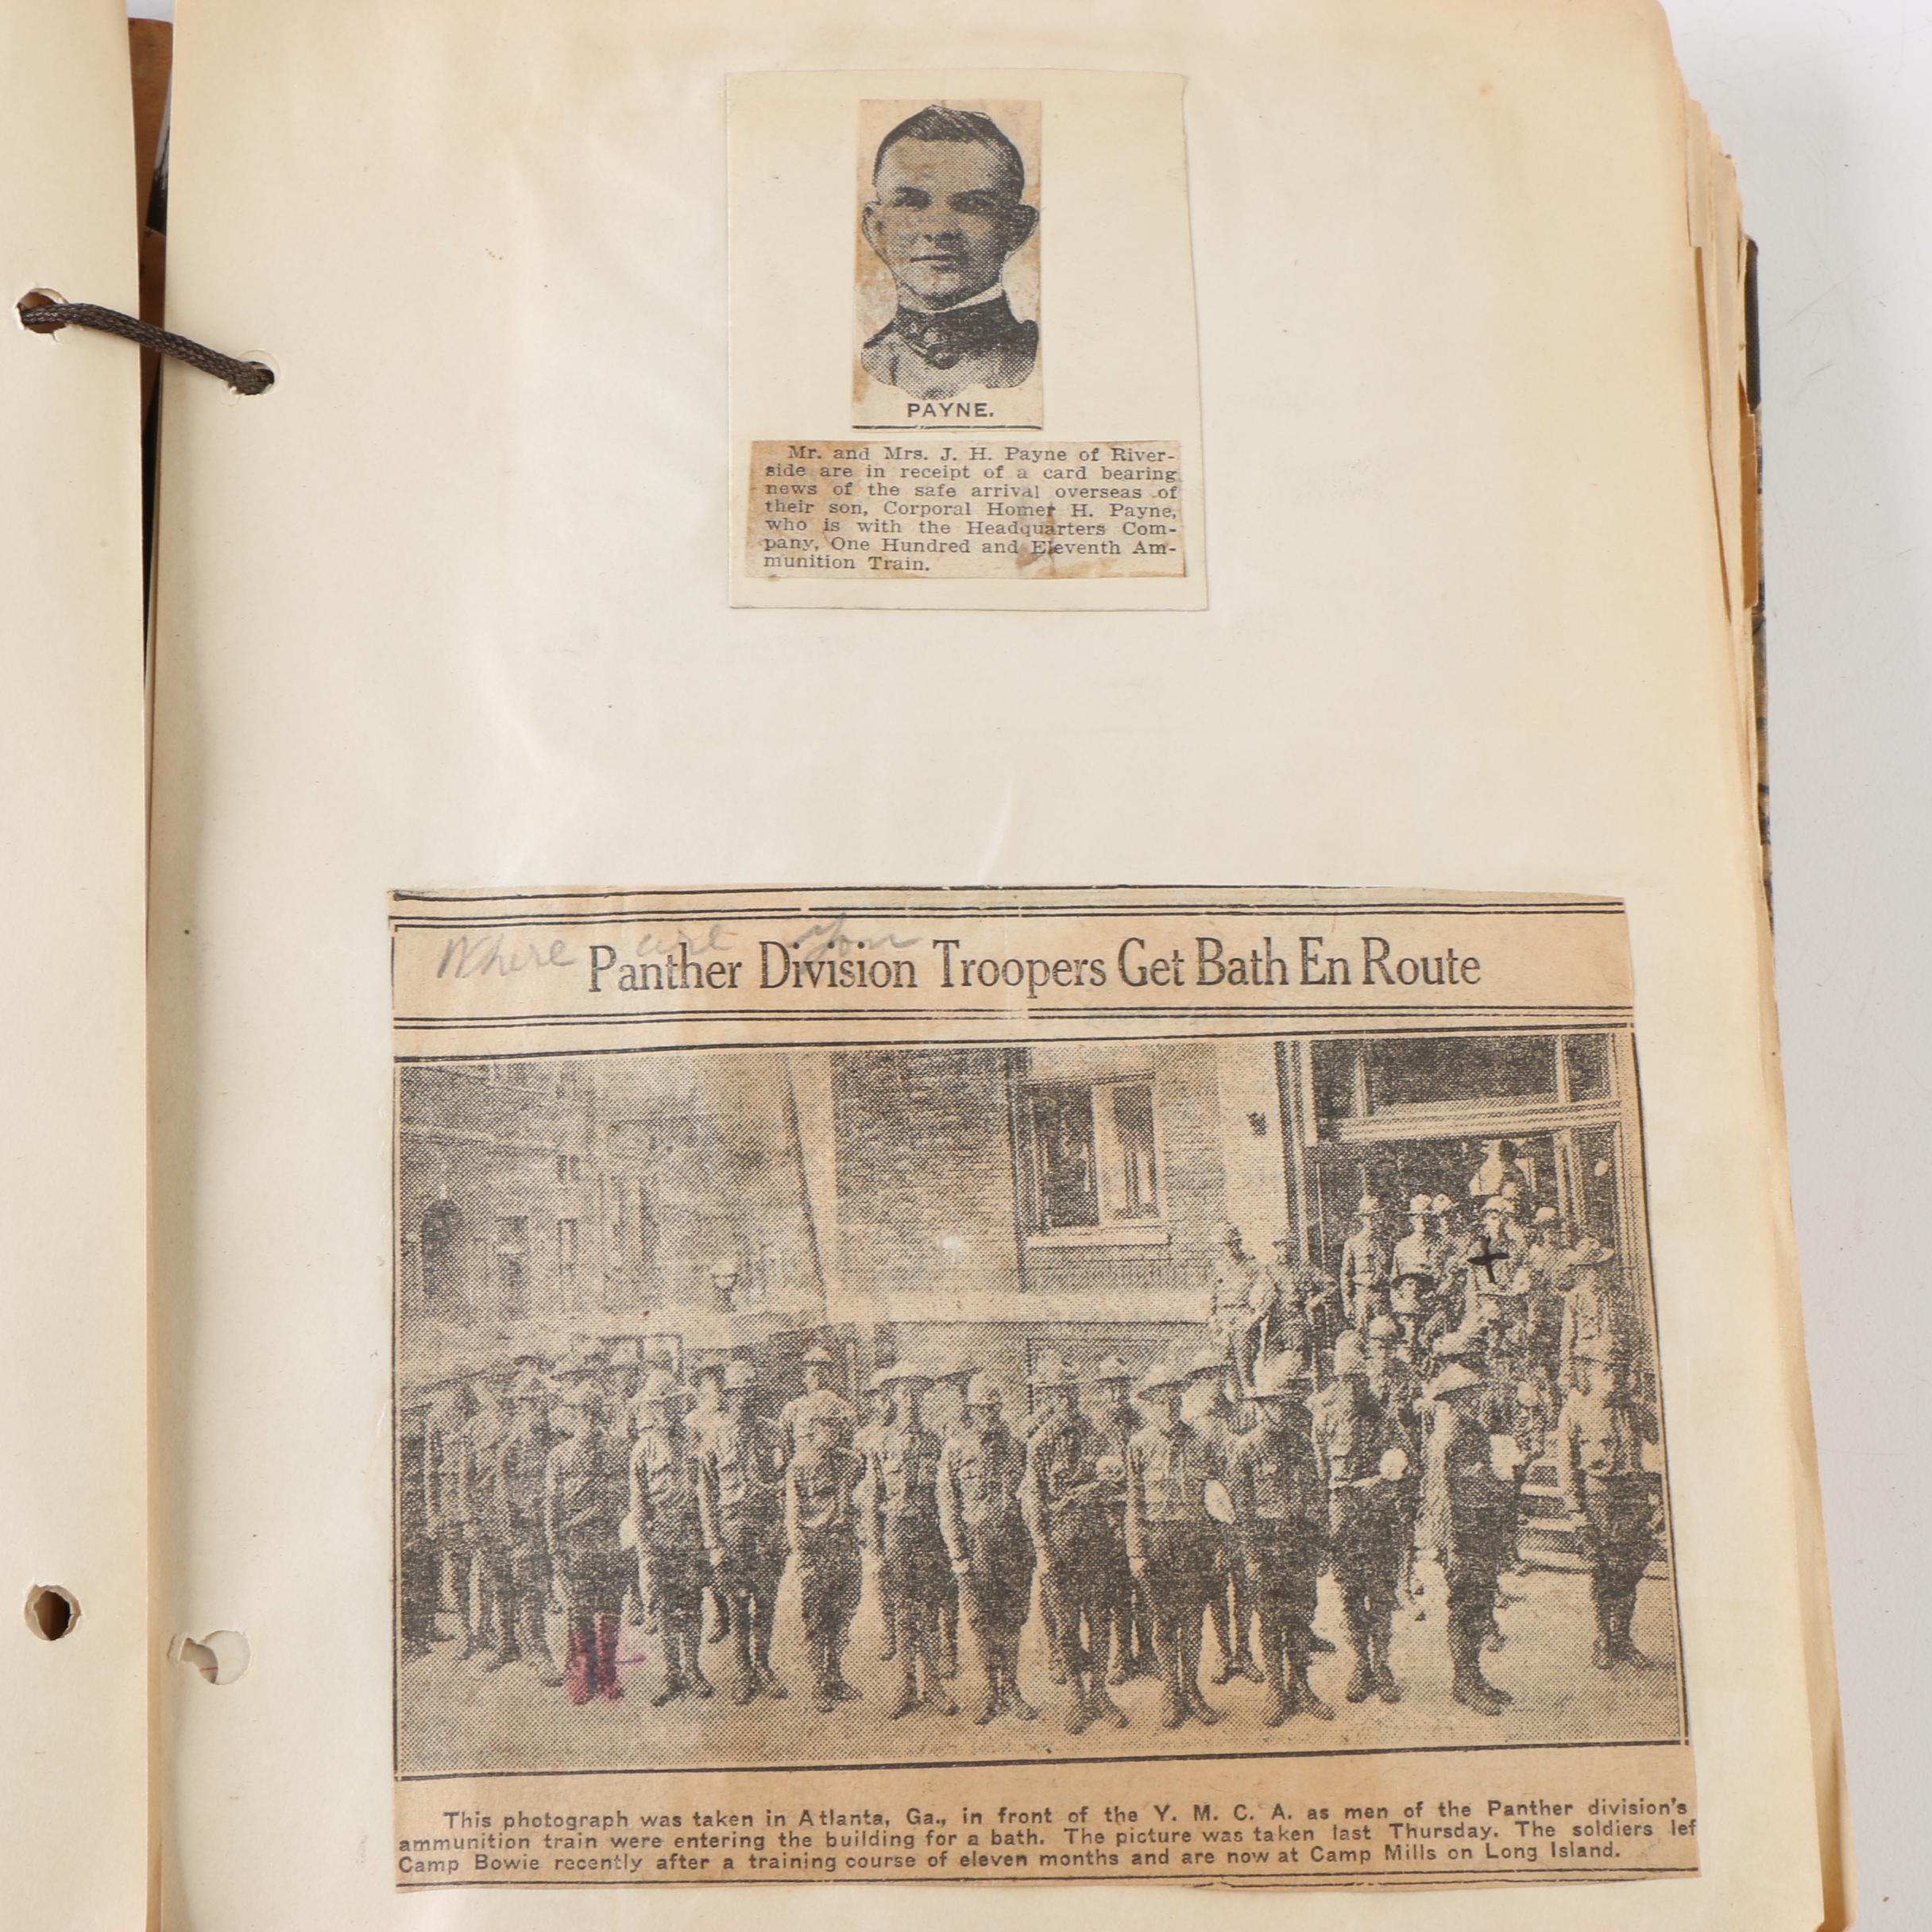 PAYNE.
Mr. and Mrs. J. H. Payne of River-
side are in receipt of a card bearing
news of the safe arrival overseas of
their son, Corporal Homer H. Payne,
who is with the Headquarters Com-
pany, One Hundred and Eleventh Am-
munition Train.
Where are you
Panther Division Troopers Get Bath En Route
This photograph was taken in Atlanta, Ga., in front of the Y. M. C. A. as men of the Panther division's
ammunition train were entering the building for a bath. The picture was taken last Thursday. The soldiers lef
Camp Bowie recently after a training course of eleven months and are now at Camp Mills on Long Island.